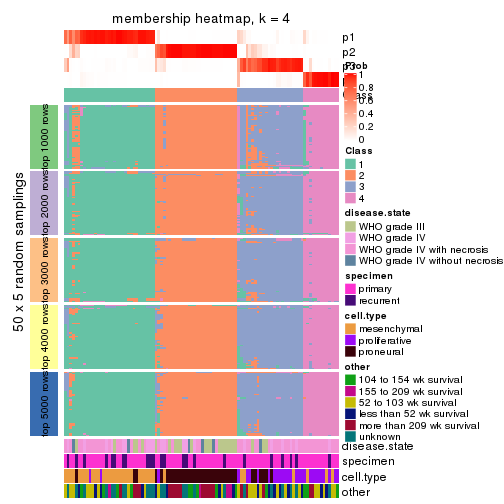 membership heatmap, k = 4
p1
p2
p3
Prob
1
0.8
0.6
0.4
0.2
0
Class
50 x 5 random samplings
top 1000 rows
top 2000 rows
top 3000 rows
top 4000 rows
top 5000 rows
Class
1
2
3
4
disease.state
WHO grade III
WHO grade IV
WHO grade IV with necrosis
WHO grade IV without necrosis
specimen
primary
recurrent
cell.type
mesenchymal
proliferative
proneural
other
104 to 154 wk survival
155 to 209 wk survival
52 to 103 wk survival
less than 52 wk survival
more than 209 wk survival
unknown
disease.state
specimen
cell.type
other